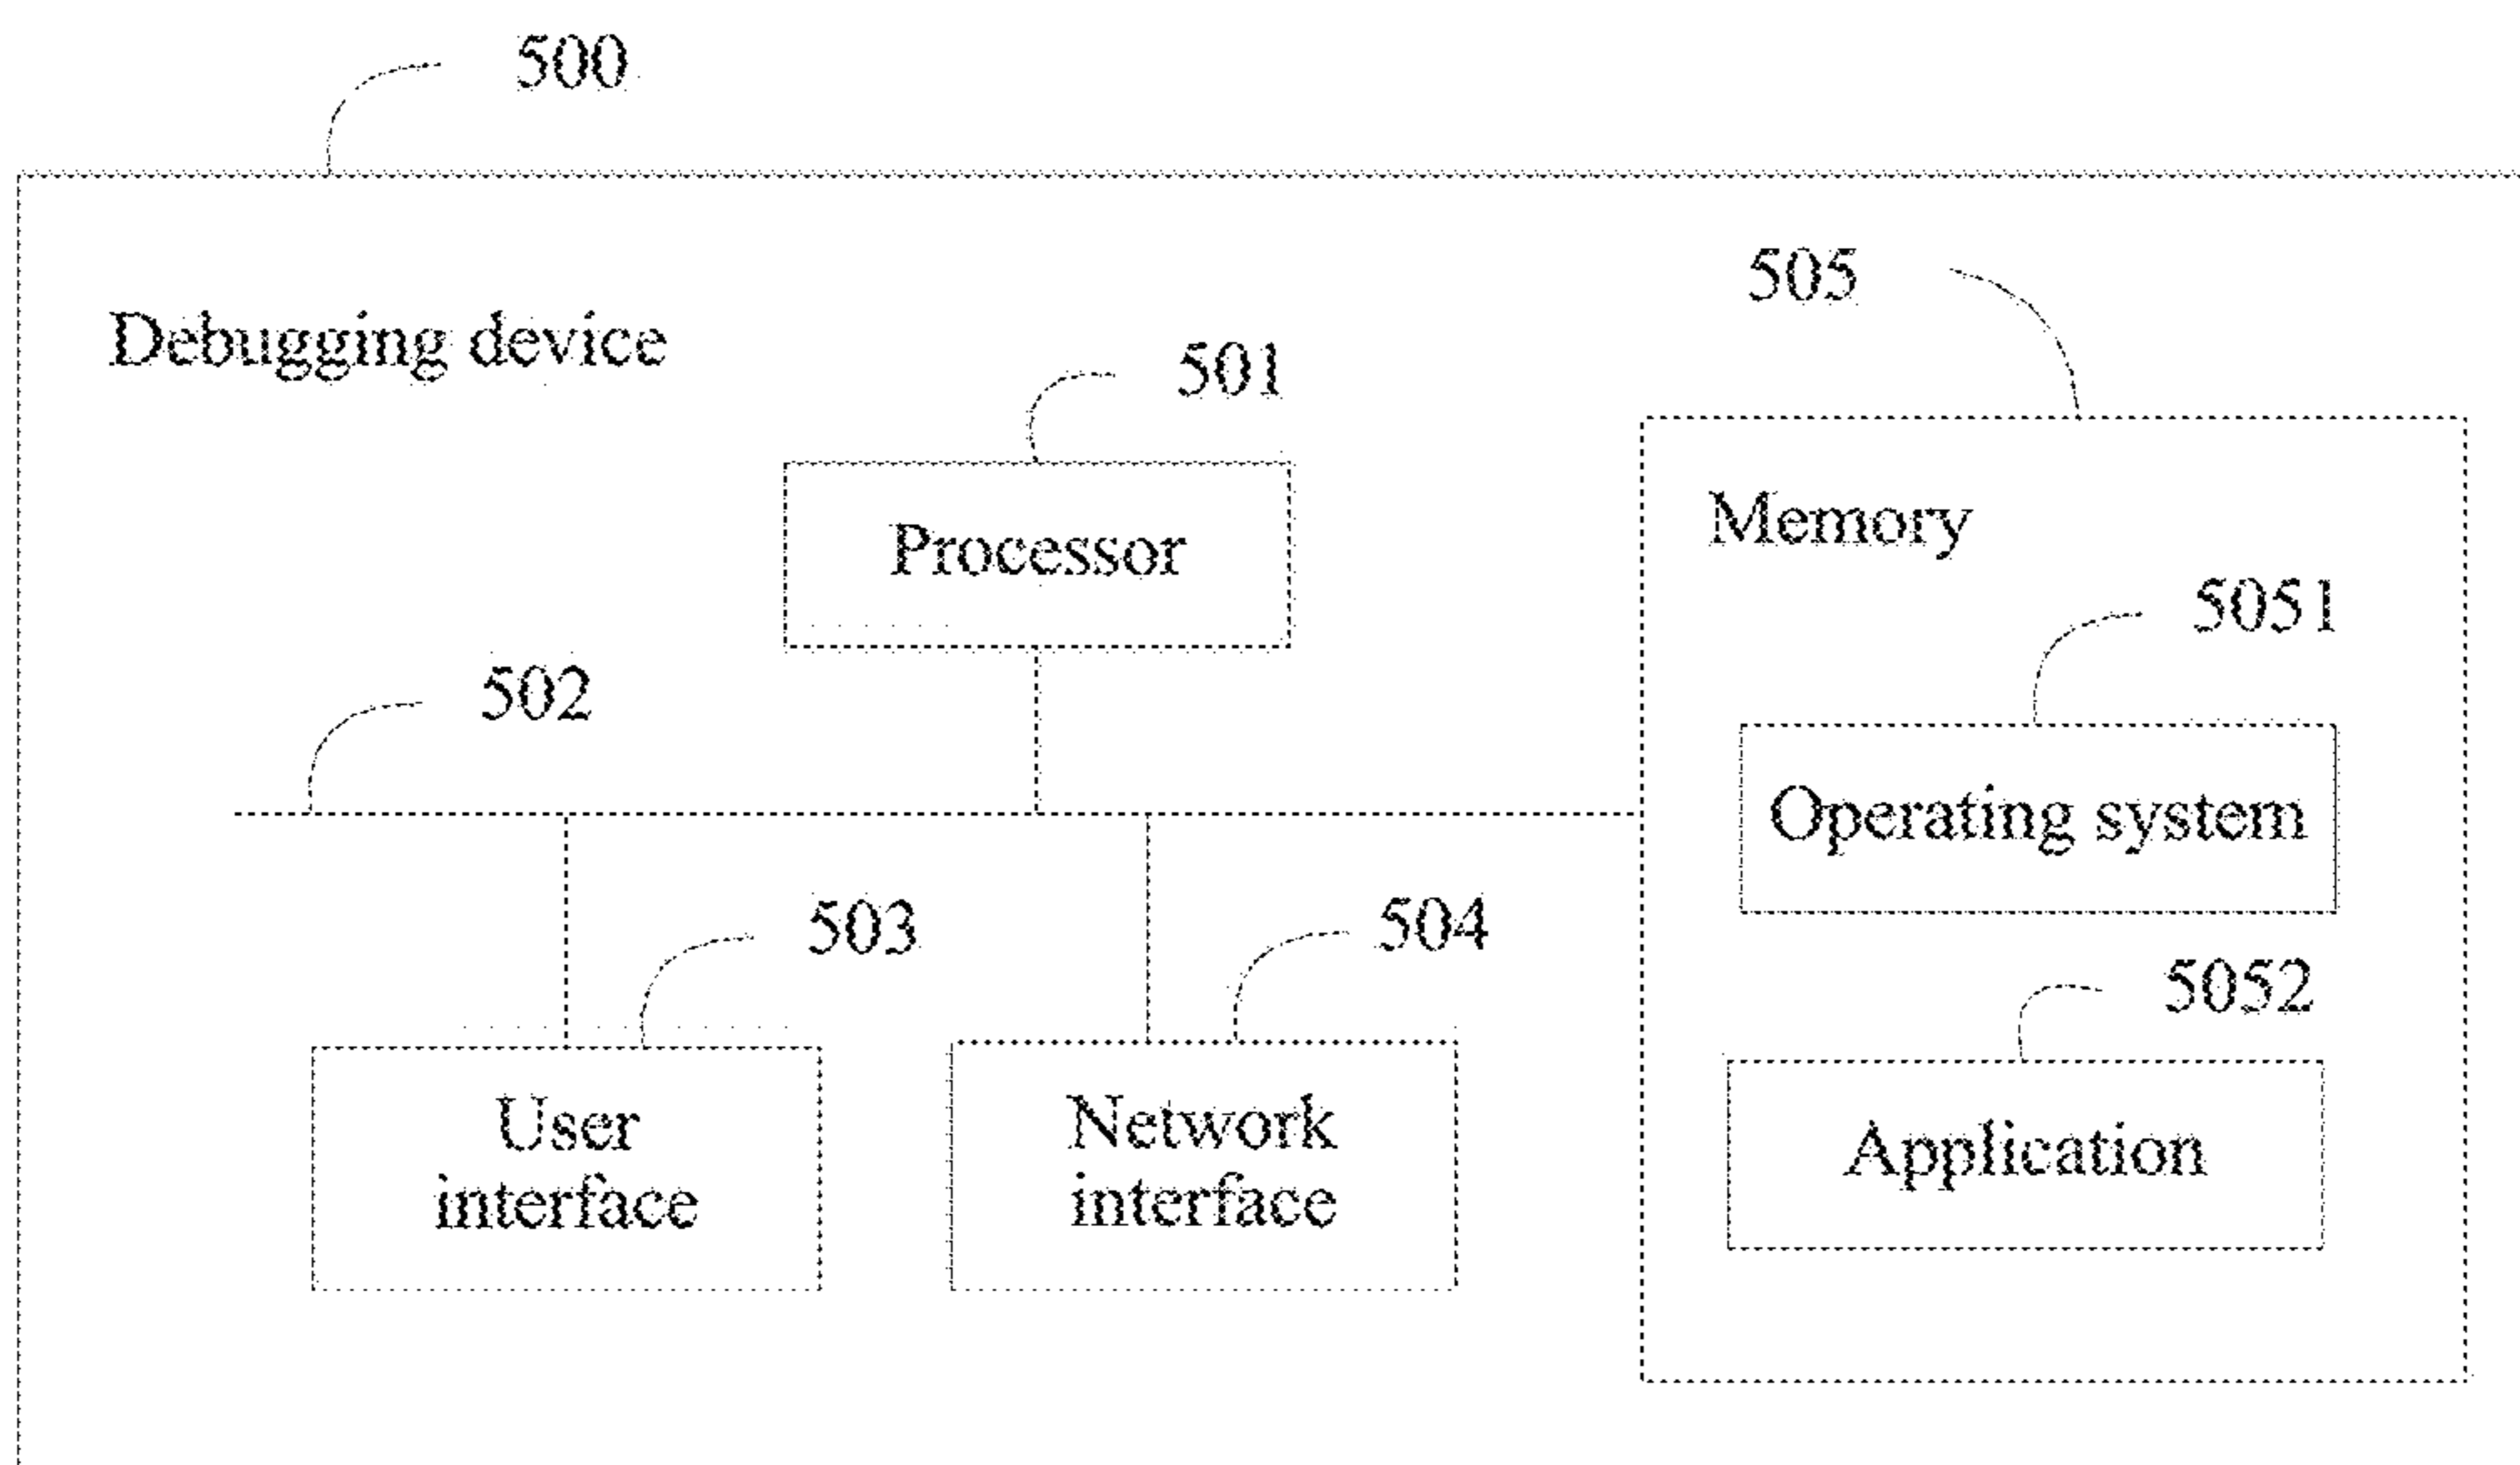 500
505
Debugging device
501
Processor
Memory
5051
502
Operating system
503
504
5052
User
interface
Network
interface
Application